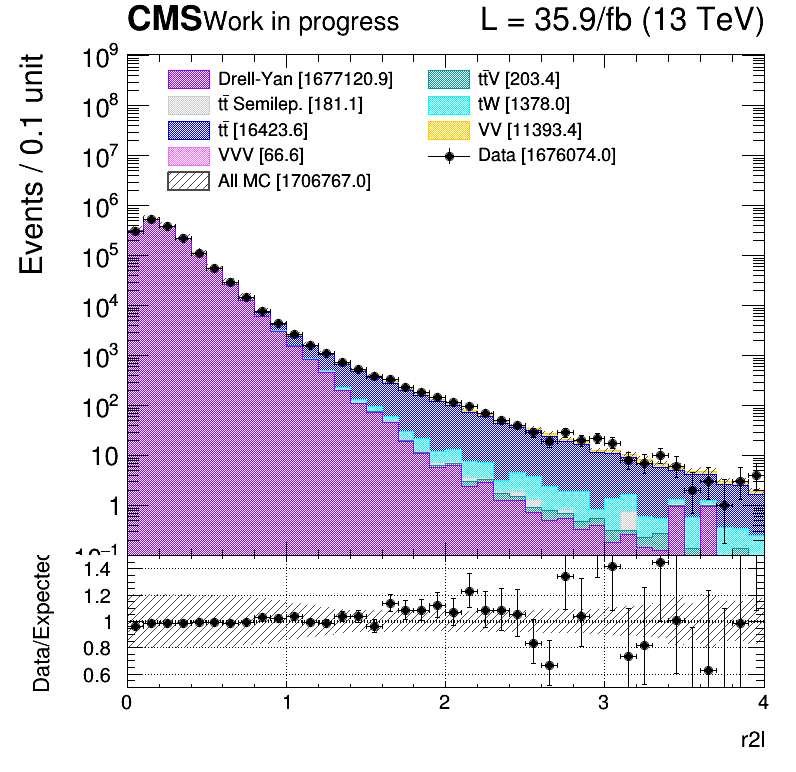 CMS Work in progress L = 35.9/fb (13 TeV)
Events / 0.1 unit
10⁹
10⁸
10⁷
10⁶
10⁵
10⁴
10³
10²
10
1
10⁻¹
Drell-Yan [1677120.9]
tt̄ Semilep. [181.1]
tt̄ [16423.6]
VVV [66.6]
All MC [1706767.0]
tt̄V [203.4]
tW [1378.0]
VV [11393.4]
Data [1676074.0]
Data/Expected
1.4
1.2
1
0.8
0.6
0 1 2 3 4
r2l